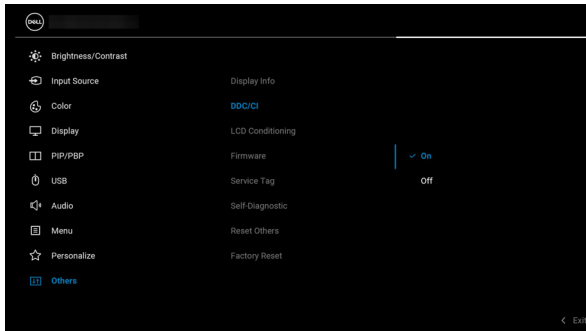 DELL
Brightness/Contrast
Input Source
Display Info
Color
DDC/CI
Display
LCD Conditioning
PIP/PBP
Firmware
On
USB
Service Tag
Off
Audio
Self-Diagnostic
Menu
Reset Others
Personalize
Factory Reset
Others
Exit